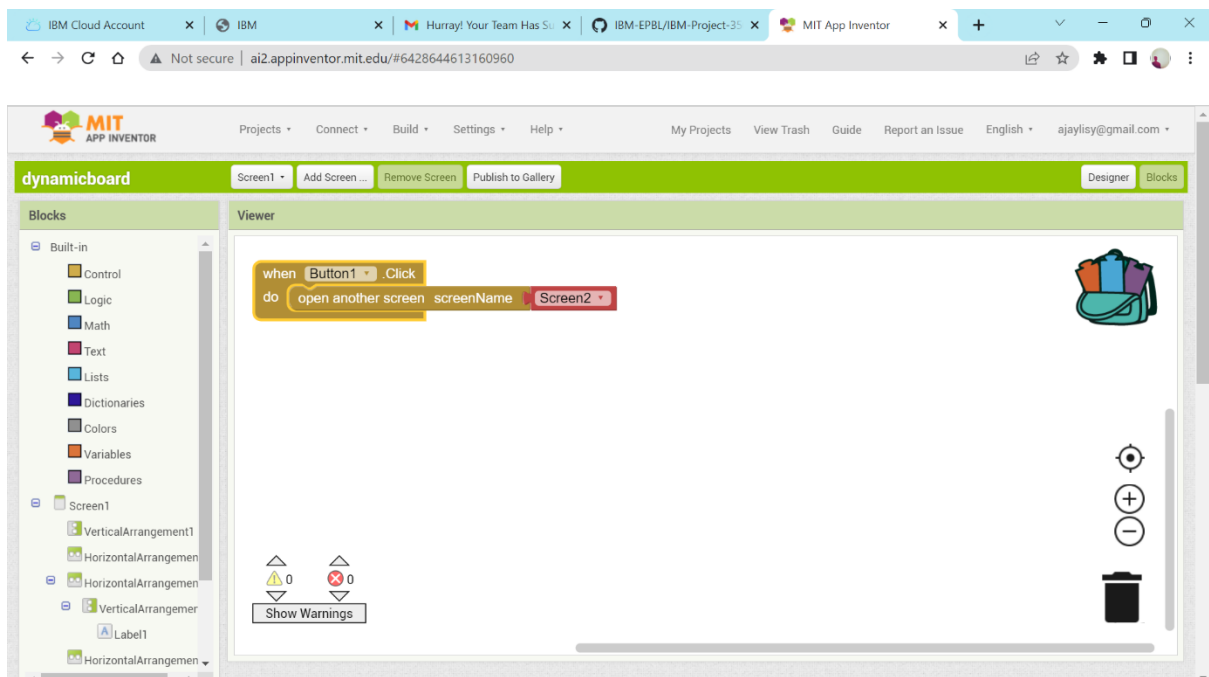 IBM Cloud Account
IBM
Hurray! Your Team Has Su
IBM-EPBL/IBM-Project-35
MIT App Inventor
Not secure
ai2.appinventor.mit.edu/#6428644613160960
MIT
APP INVENTOR
Projects
Connect
Build
Settings
Help
My Projects
View Trash
Guide
Report an Issue
English
ajaylisy@gmail.com
dynamicboard
Screen1
Add Screen ...
Remove Screen
Publish to Gallery
Designer
Blocks
Blocks
Viewer
Built-in
Control
Logic
Math
Text
Lists
Dictionaries
Colors
Variables
Procedures
Screen1
VerticalArrangement1
HorizontalArrangemen
HorizontalArrangemen
VerticalArrangemer
A Label1
HorizontalArrangemen
when Button1 .Click
do open another screen screenName Screen2
0 0
Show Warnings